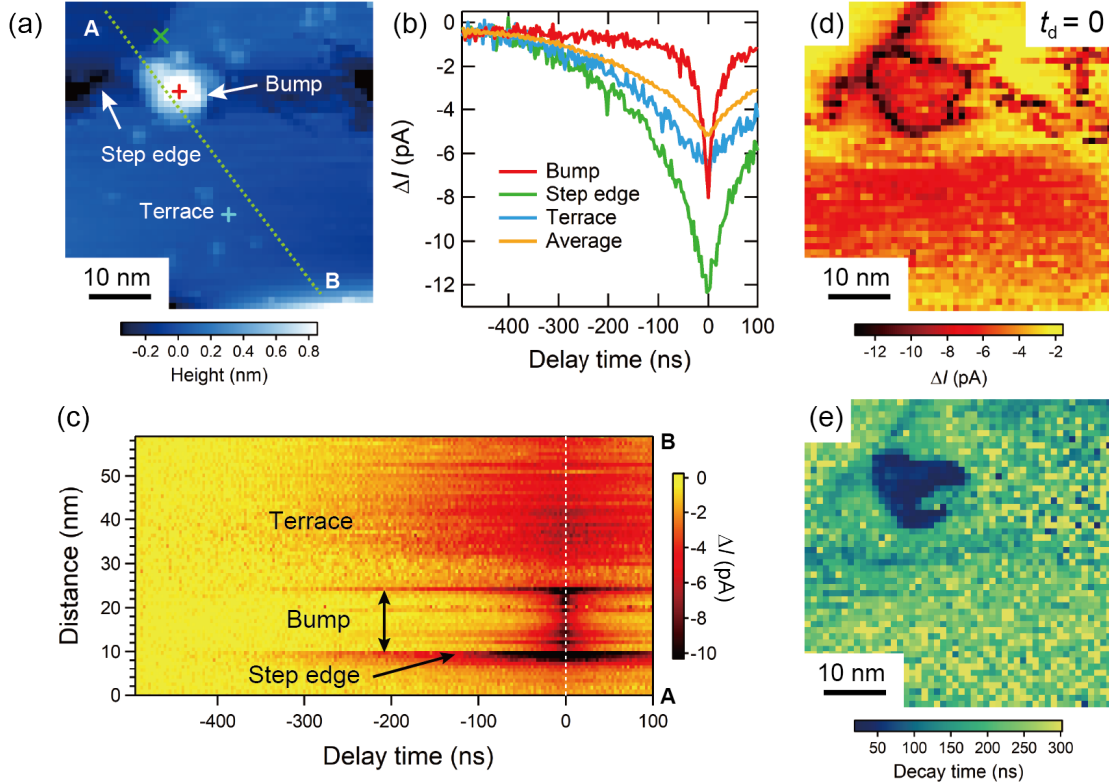 (a)
A
Bump
Step edge
Terrace
B
10 nm
-0.2 0.0 0.2 0.4 0.6 0.8
Height (nm)
(b)
0
-2
-4
-6
-8
-10
-12
ΔI (pA)
Bump
Step edge
Terrace
Average
-400 -300 -200 -100 0 100
Delay time (ns)
(d)
td = 0
10 nm
-12 -10 -8 -6 -4 -2
ΔI (pA)
(c)
50
40
30
20
10
0
Distance (nm)
Terrace
Bump
Step edge
B
A
-400 -300 -200 -100 0 100
Delay time (ns)
0
-2
-4
-6
-8
-10
ΔI (pA)
(e)
10 nm
50 100 150 200 250 300
Decay time (ns)